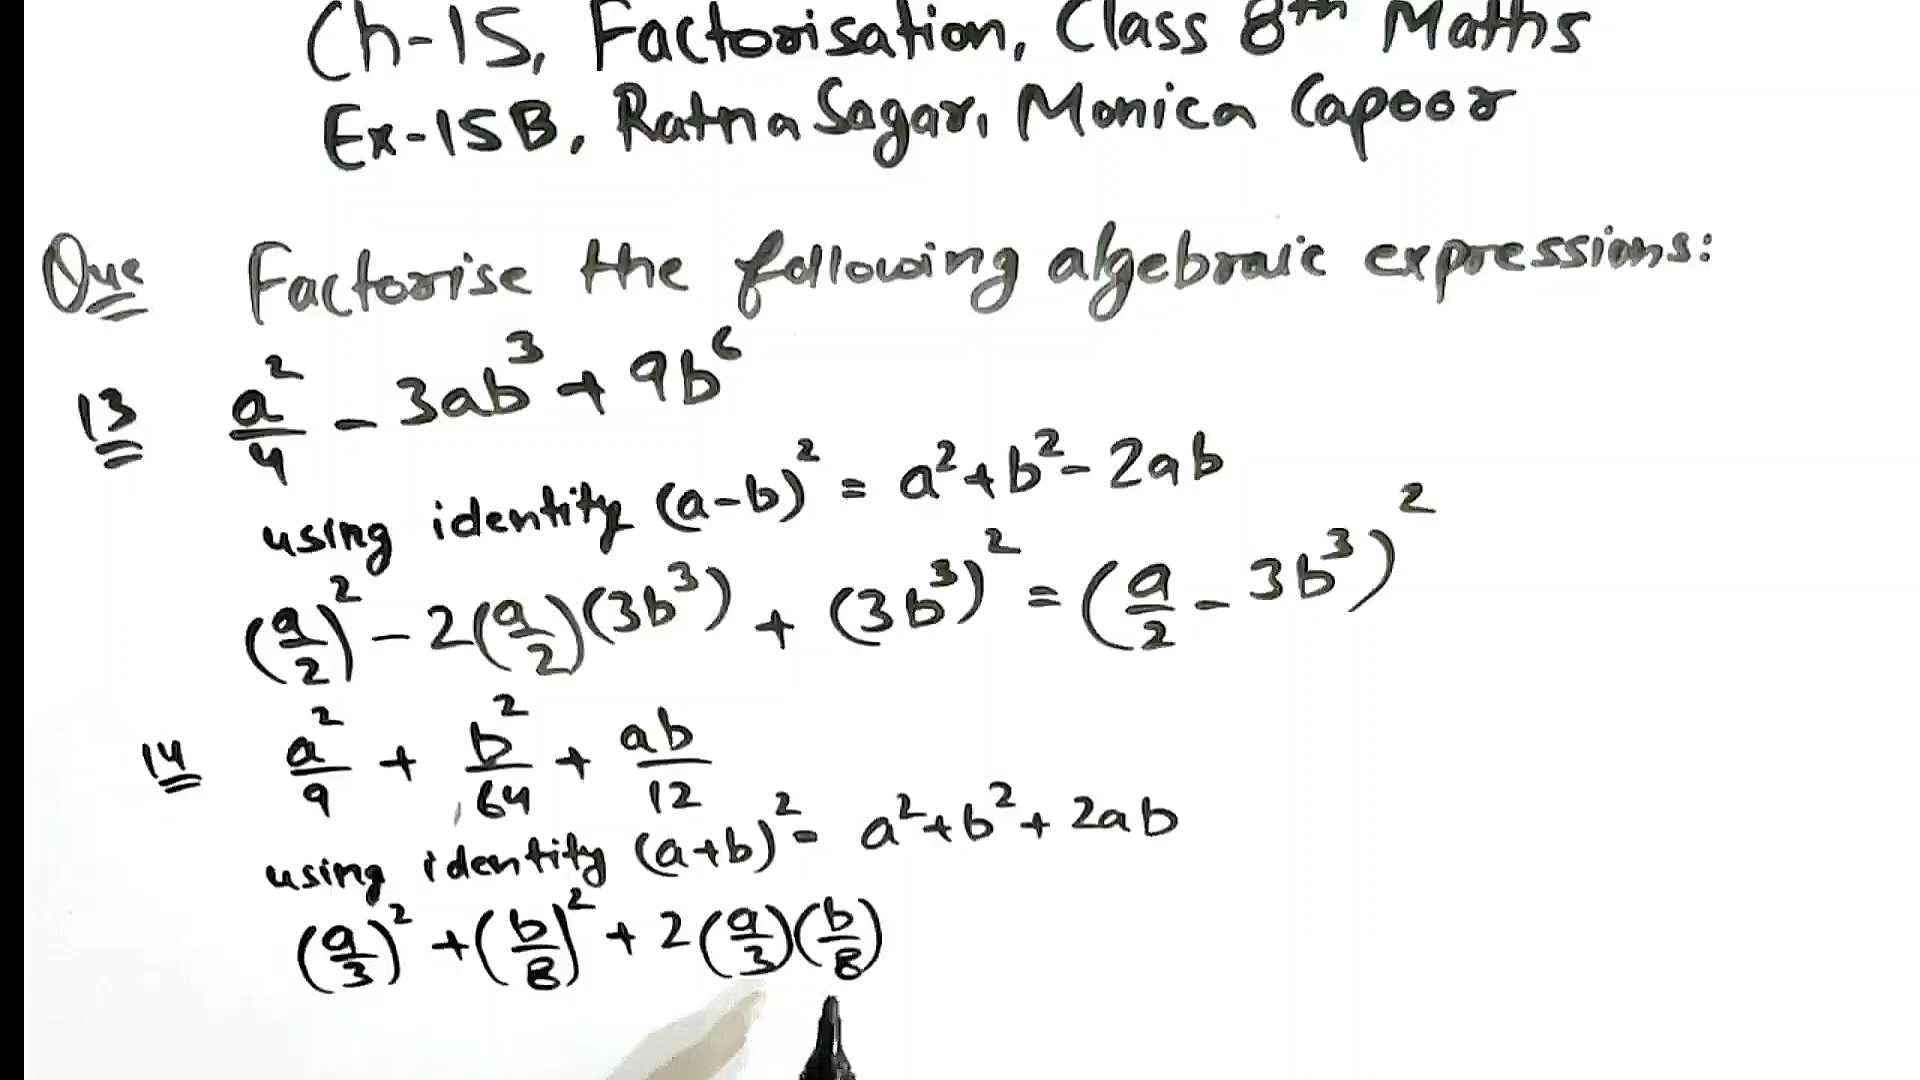 Ch-15, Factorisation, Class 8th Maths
Ex-15B, Ratna Sagar, Monica Capoor
Que Factorise the following algebraic expressions:
13 a²/4 - 3ab³ + 9b⁶
using identity (a-b)² = a²+b²-2ab
(a/2)² - 2(a/2)(3b³) + (3b³)² = (a/2 - 3b³)²
14 a²/9 + b²/64 + ab/12
using identity (a+b)² = a²+b²+2ab
(a/3)² + (b/8)² + 2(a/3)(b/8)